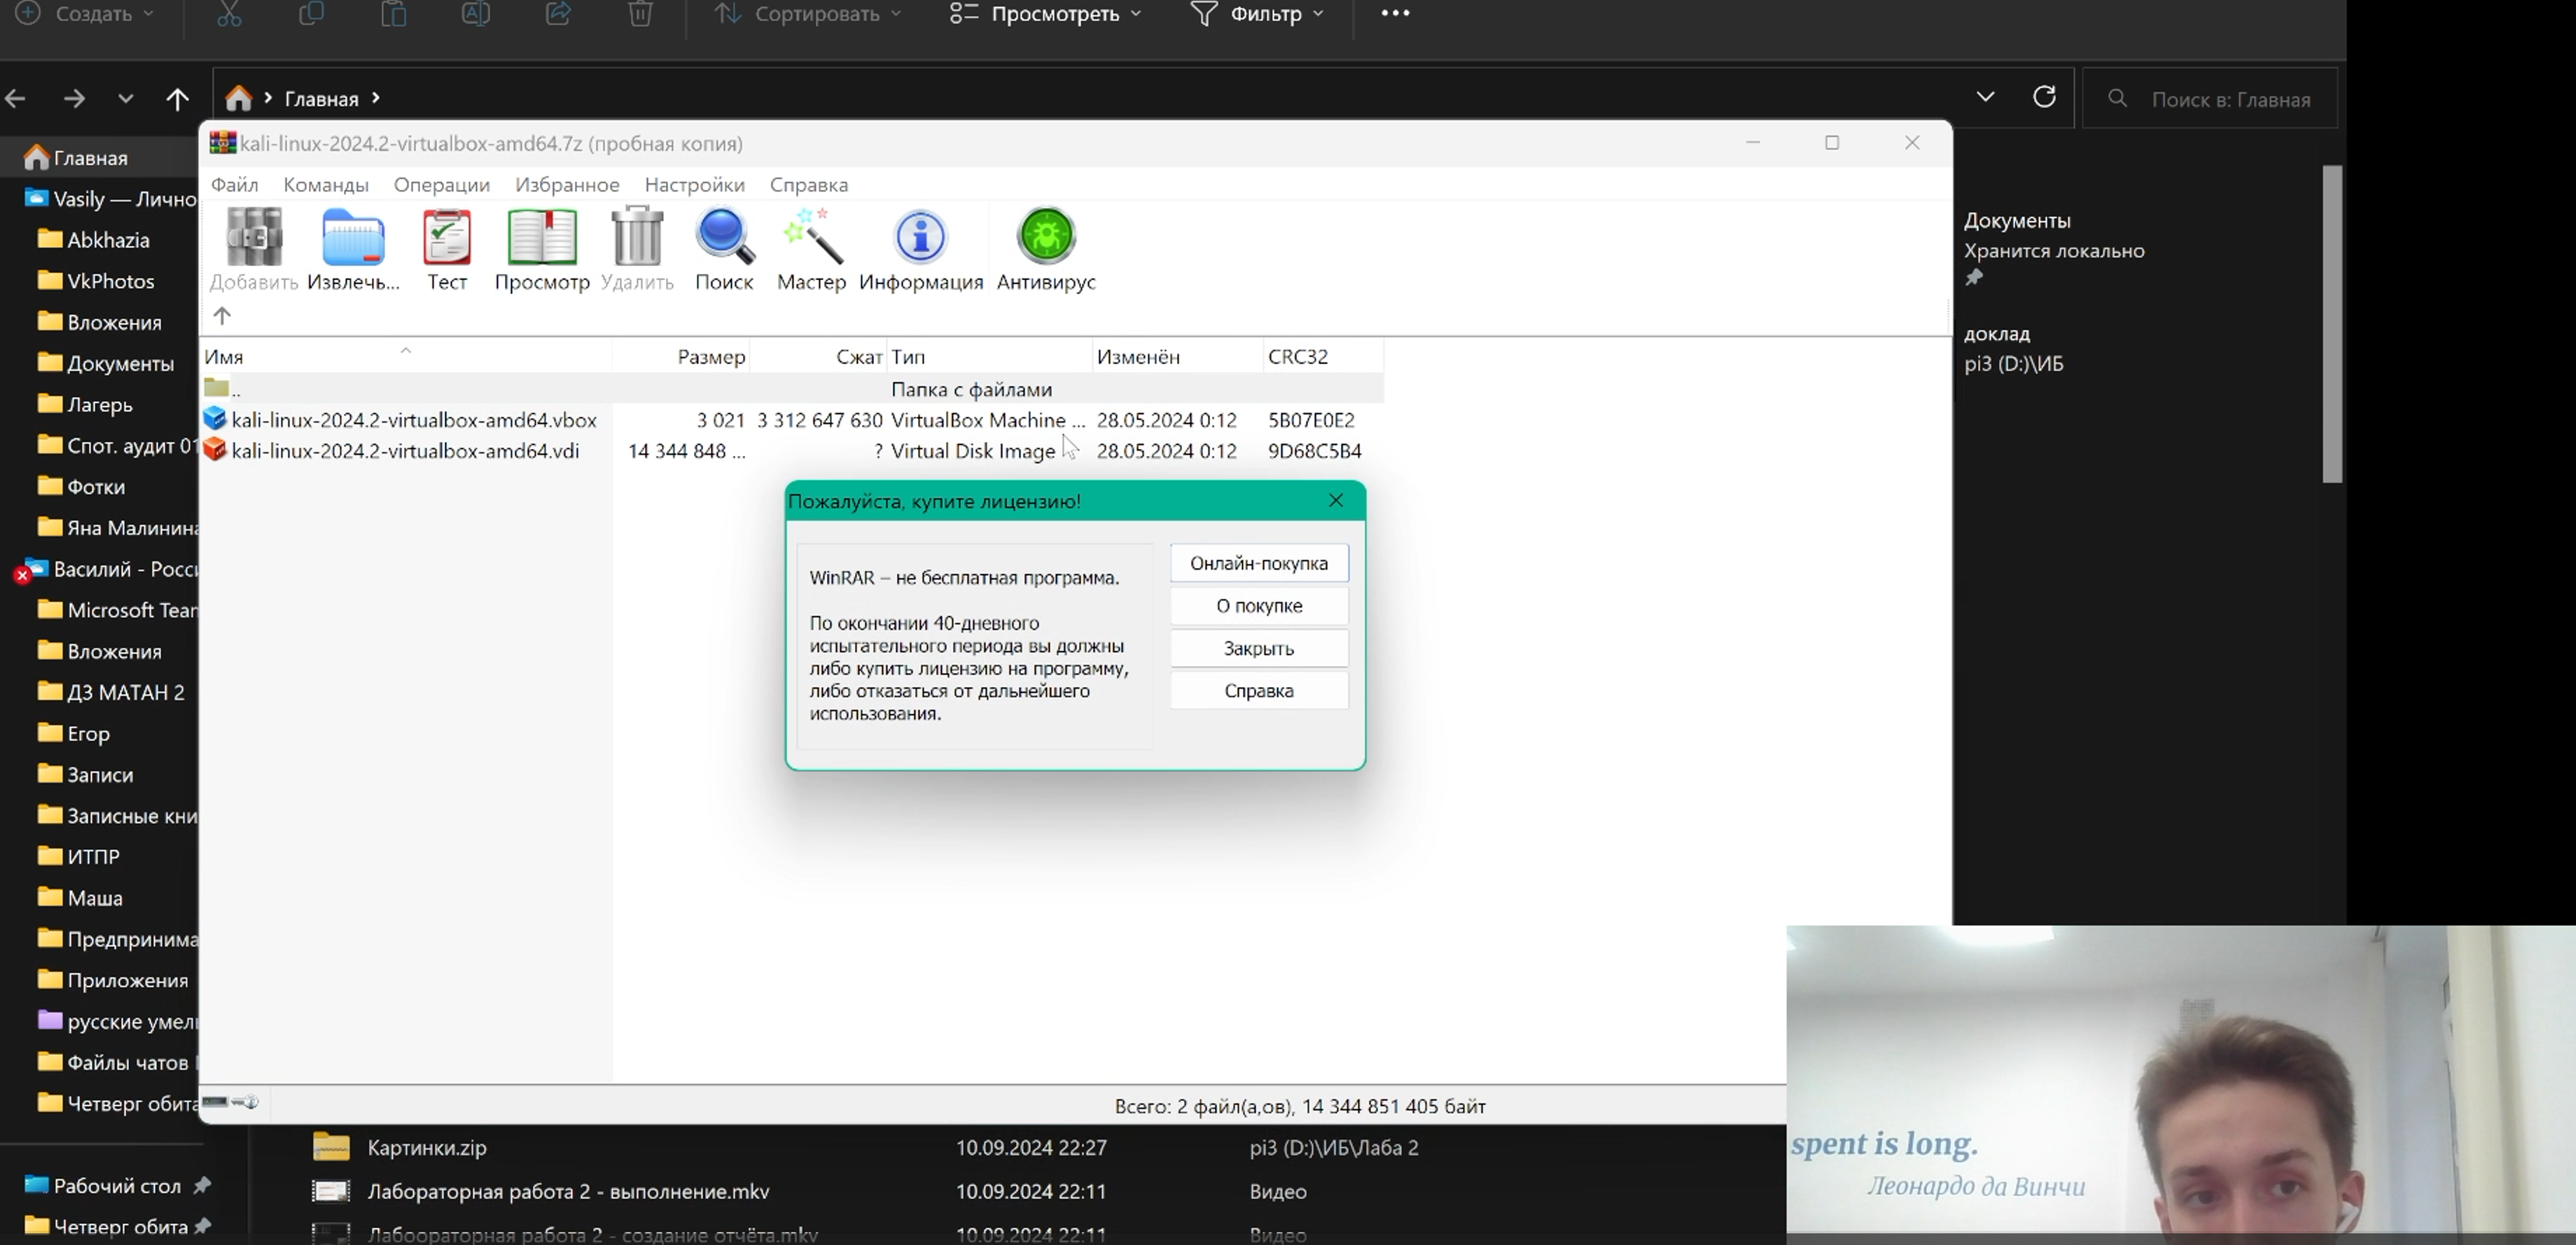 Создать
Сортировать
Просмотреть
Фильтр
Главная
Поиск в: Главная
kali-linux-2024.2-virtualbox-amd64.7z (пробная копия)
Файл Команды Операции Избранное Настройки Справка
Добавить Извлечь... Тест Просмотр Удалить Поиск Мастер Информация Антивирус
Имя Размер Сжат Тип Изменён CRC32
.. Папка с файлами
kali-linux-2024.2-virtualbox-amd64.vbox 3 021 3 312 647 630 VirtualBox Machine ... 28.05.2024 0:12 5B07E0E2
kali-linux-2024.2-virtualbox-amd64.vdi 14 344 848 ... ? Virtual Disk Image 28.05.2024 0:12 9D68C5B4
Пожалуйста, купите лицензию!
WinRAR – не бесплатная программа.
По окончании 40-дневного
испытательного периода вы должны
либо купить лицензию на программу,
либо отказаться от дальнейшего
использования.
Онлайн-покупка
О покупке
Закрыть
Справка
Всего: 2 файл(а,ов), 14 344 851 405 байт
Главная
Vasily — Лично
Abkhazia
VkPhotos
Вложения
Документы
Лагерь
Спот. аудит 01
Фотки
Яна Малинина
Василий - Росси
Microsoft Team
Вложения
ДЗ МАТАН 2
Егор
Записи
Записные кни
ИТПР
Маша
Предпринима
Приложения
русские умел
Файлы чатов
Четверг обита
Рабочий стол
Четверг обита
Документы
Хранится локально
доклад
pi3 (D:)\ИБ
Картинки.zip 10.09.2024 22:27 pi3 (D:)\ИБ\Лаба 2
Лабораторная работа 2 - выполнение.mkv 10.09.2024 22:11 Видео
Лабоораторная работа 2 - создание отчёта.mkv 10.09.2024 22:11 Видео
spent is long.
Леонардо да Винчи